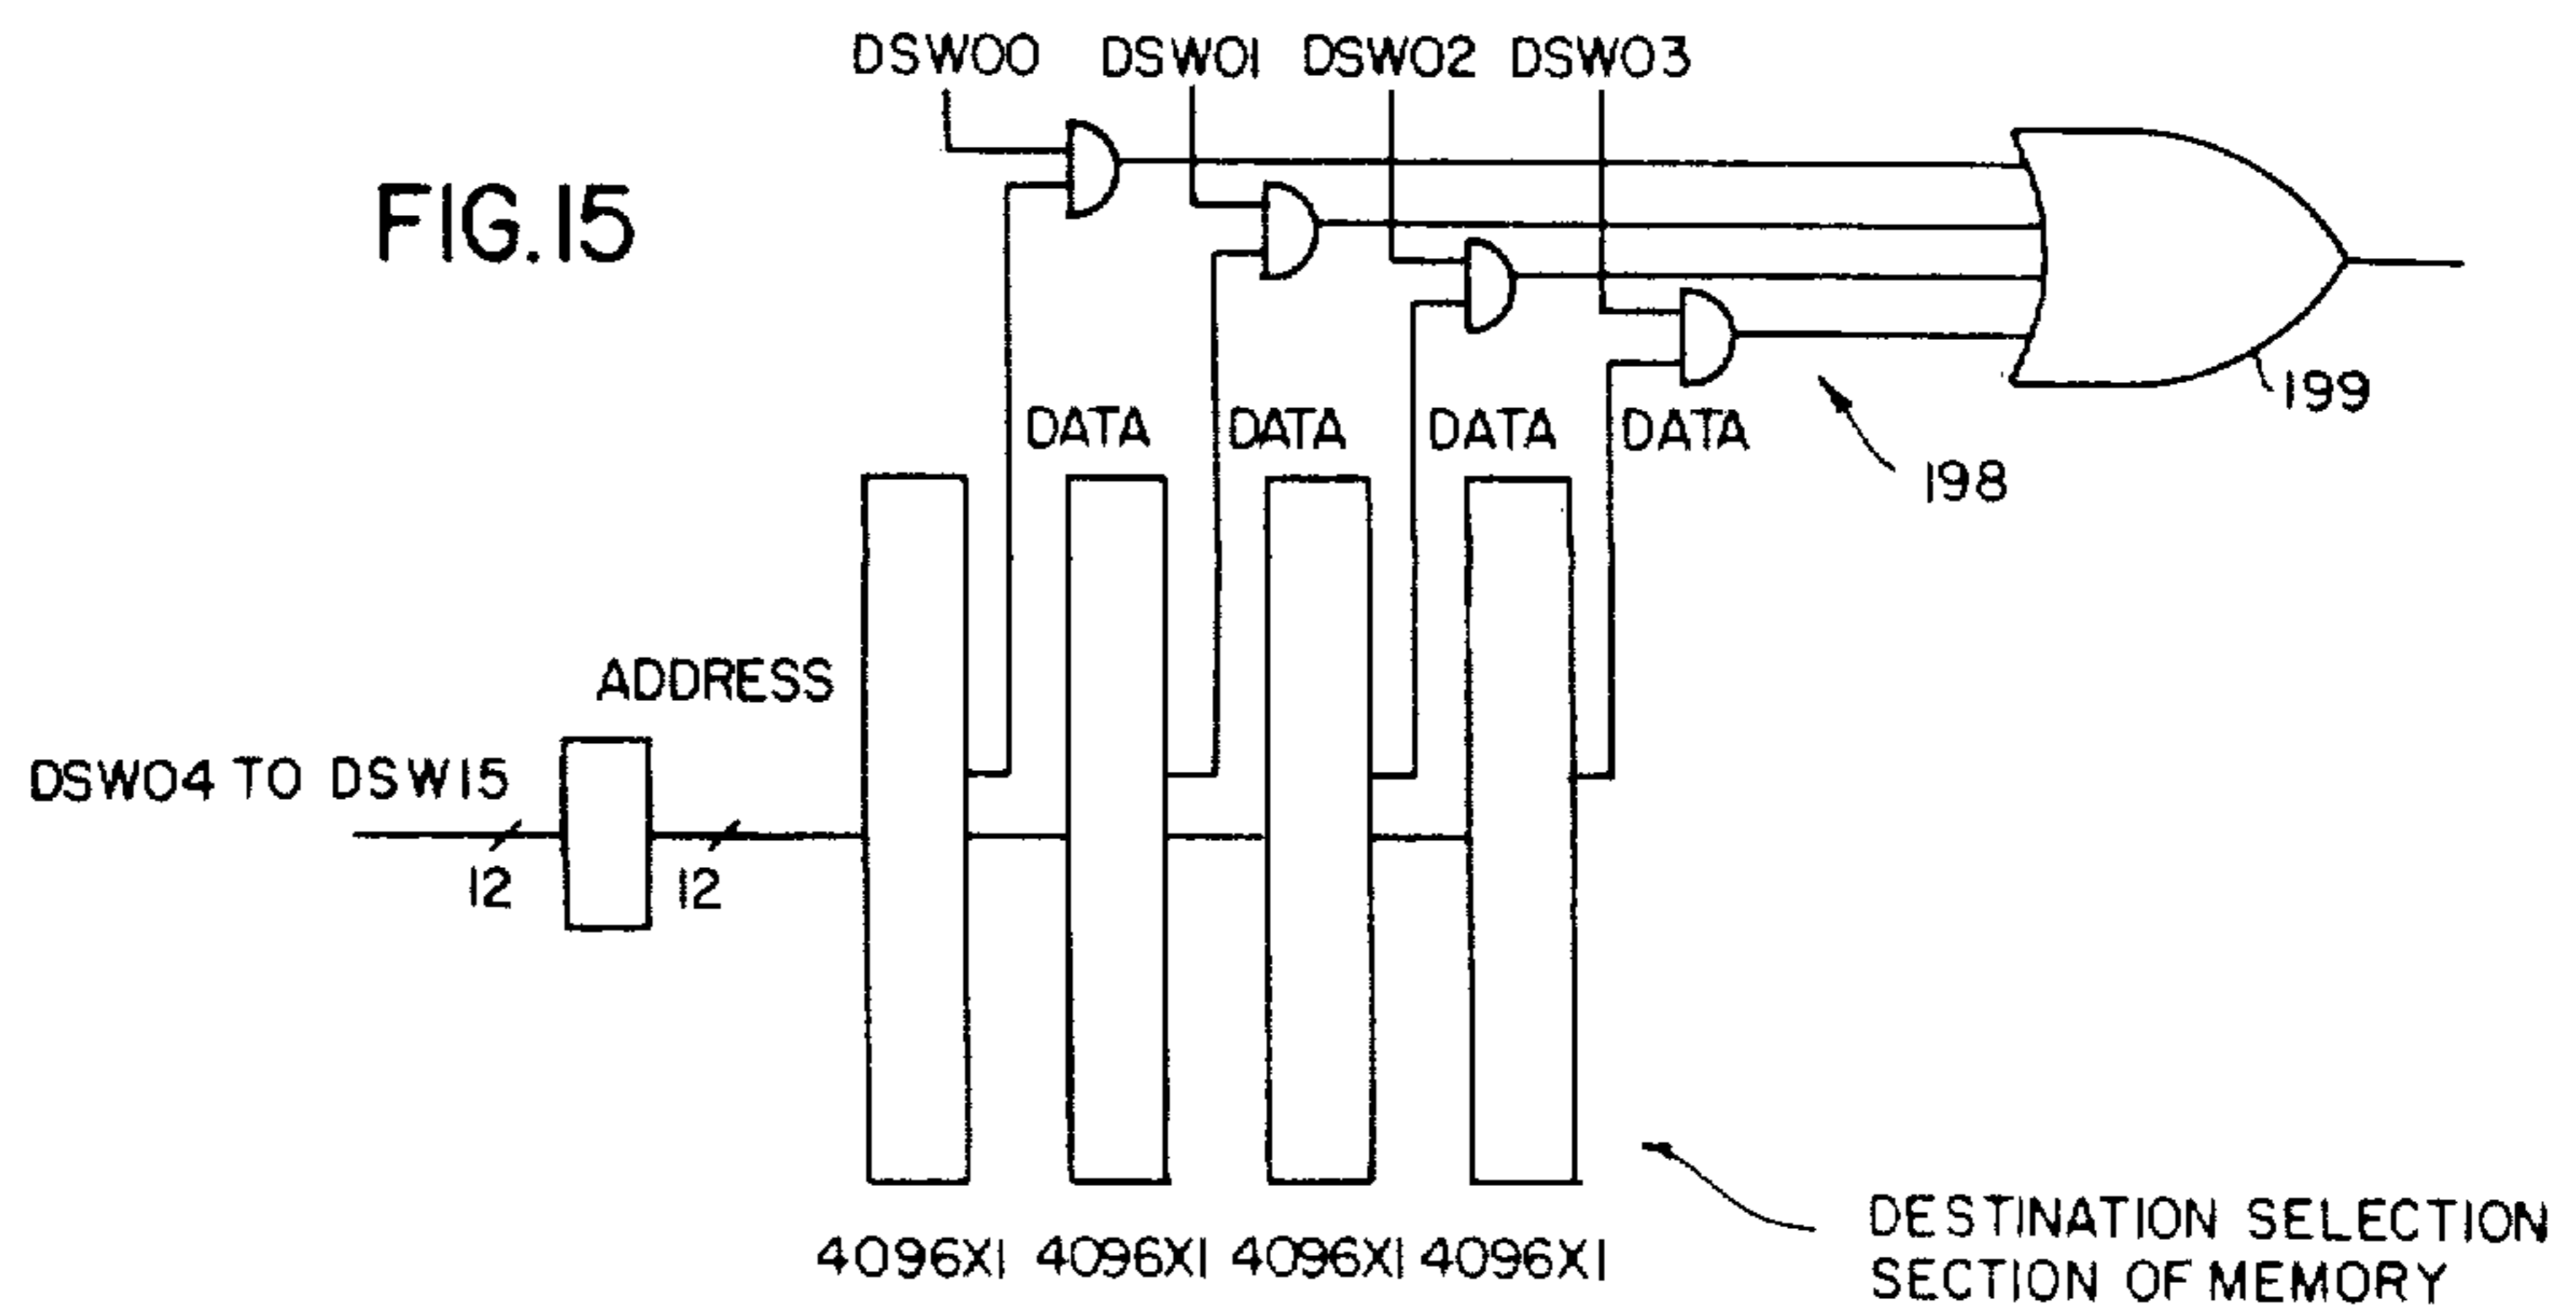 DSW00 DSW01 DSW02 DSW03
FIG.15
199
DATA DATA DATA DATA
198
ADDRESS
DSW04 TO DSW15
12 12
4096X1 4096X1 4096X1 4096X1
DESTINATION SELECTION
SECTION OF MEMORY